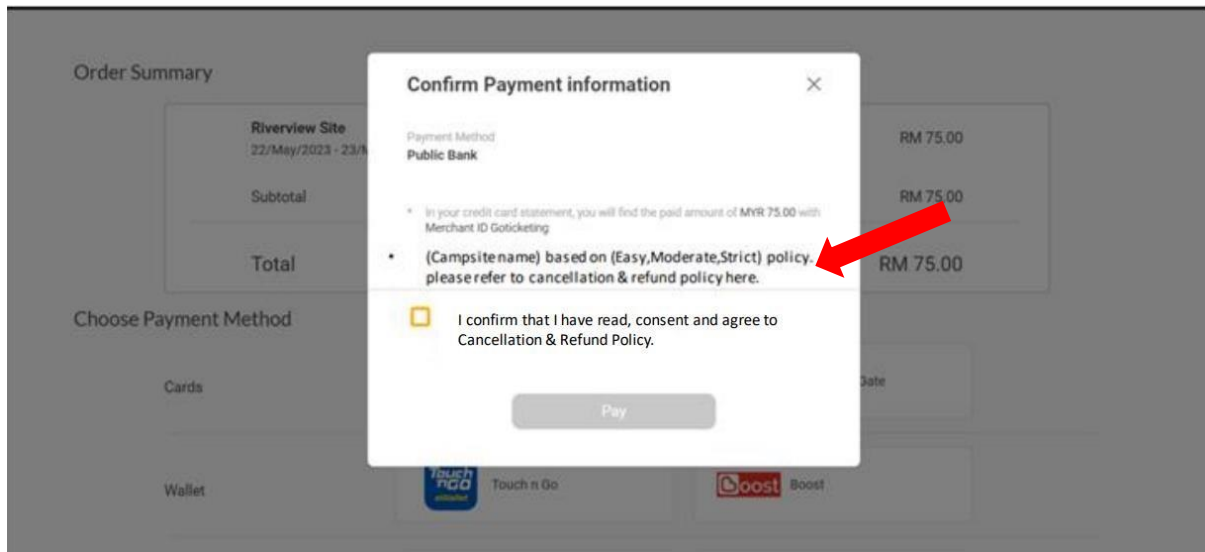 Order Summary
Confirm Payment information
Riverview Site
RM 75.00
22/May/2023 - 23/M
Payment Method
Public Bank
Subtotal
RM 75.00
* In your credit card statement, you will find the paid amount of MYR 75.00 with
Merchant ID Goticketing
Total
RM 75.00
• (Campsite name) based on (Easy,Moderate,Strict) policy.
please refer to cancellation & refund policy here.
Choose Payment Method
I confirm that I have read, consent and agree to
Cancellation & Refund Policy.
Cards
Gate
Pay
Wallet
Touch n Go eWallet
Touch n Go
Boost
Boost